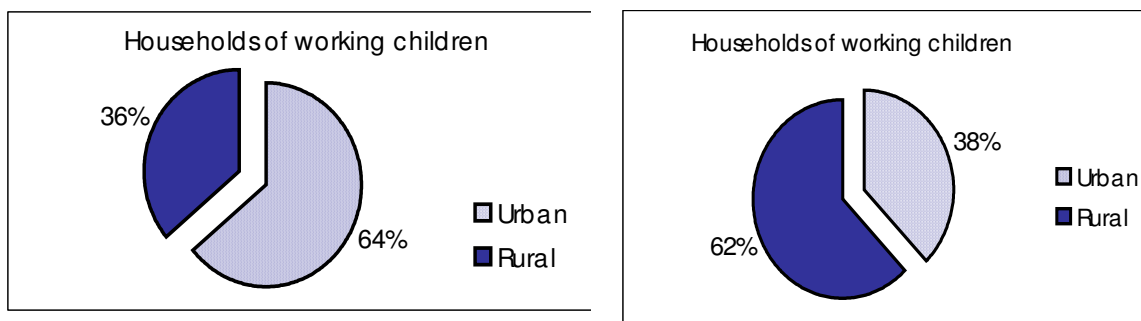 Households of working children
36%
64%
Urban
Rural
Households of working children
38%
62%
Urban
Rural